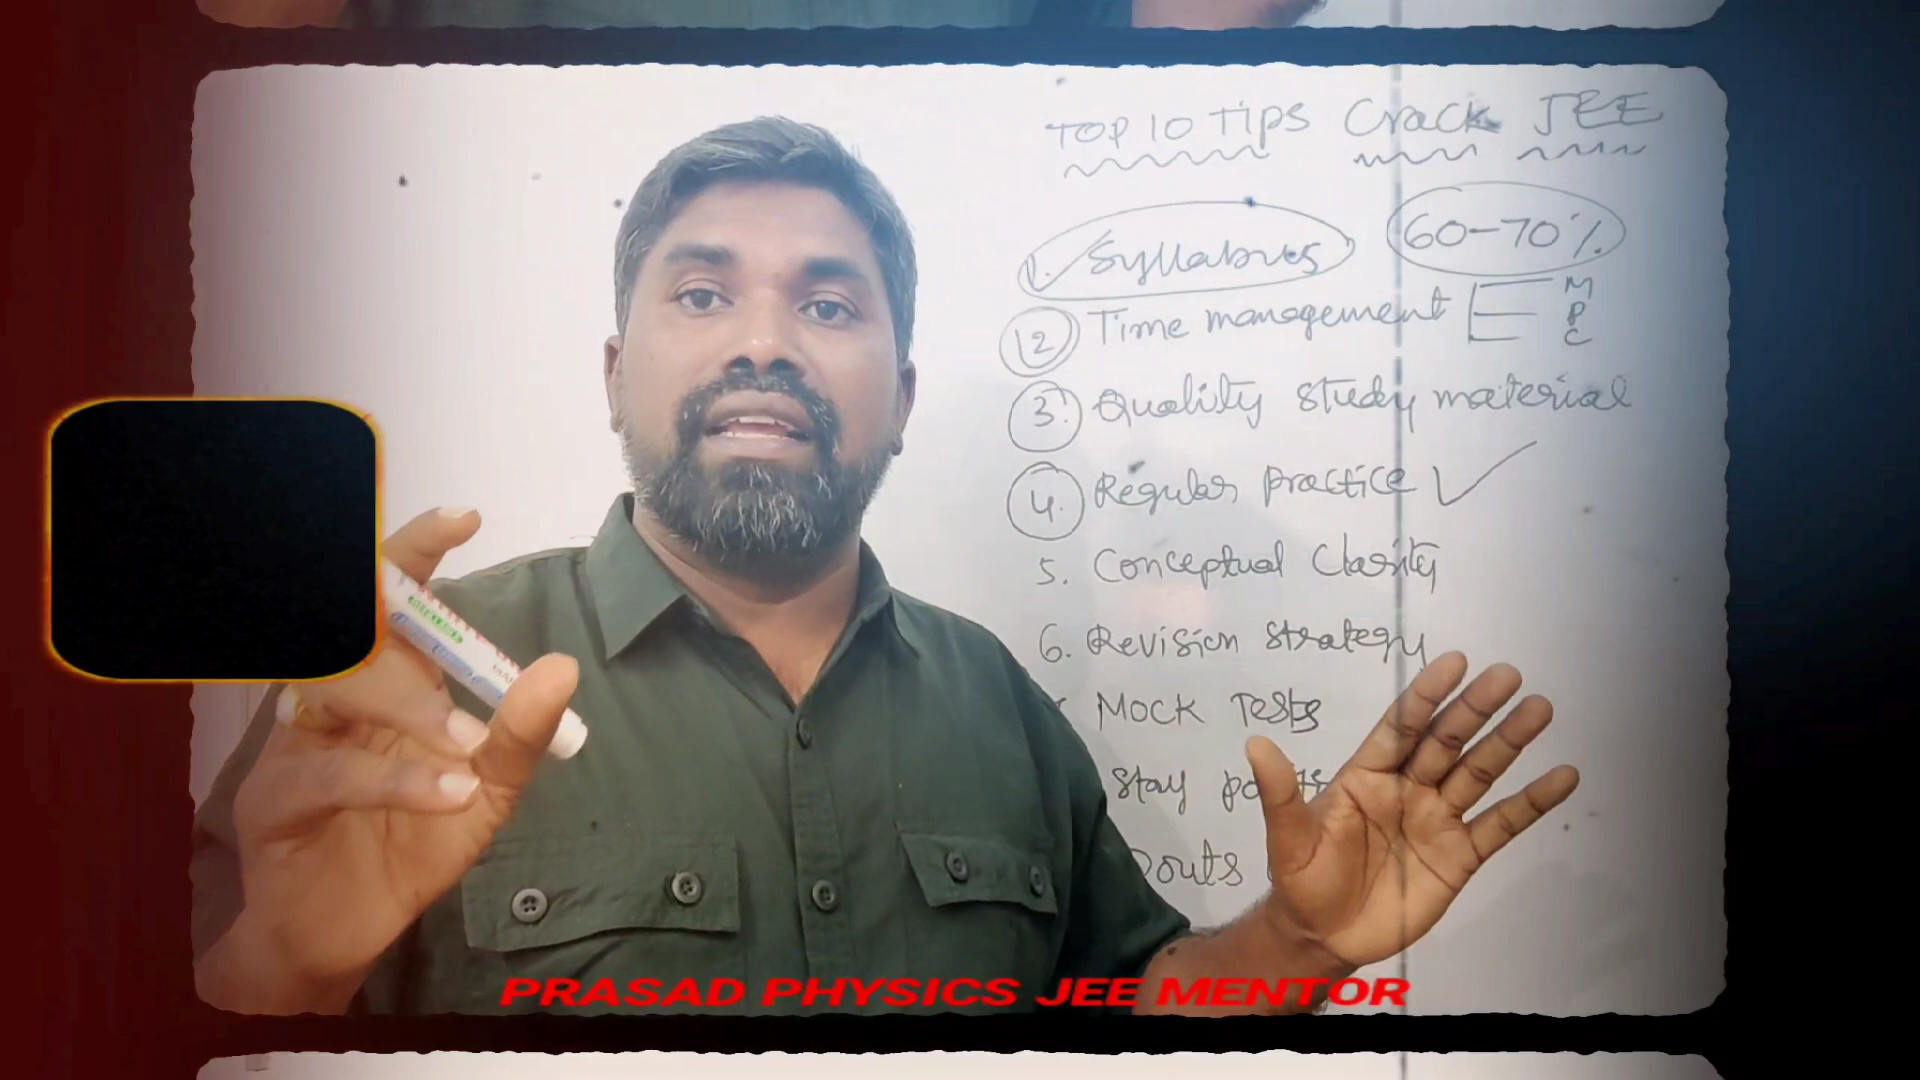 TOP 10 Tips Crack JEE
1. Syllabus 60-70%
2 Time management M
P
C
3. Quality study material
4. Regular practice
5. Conceptual Clarity
6. Revision strategy
Mock Tests
Stay
Douts
PRASAD PHYSICS JEE MENTOR